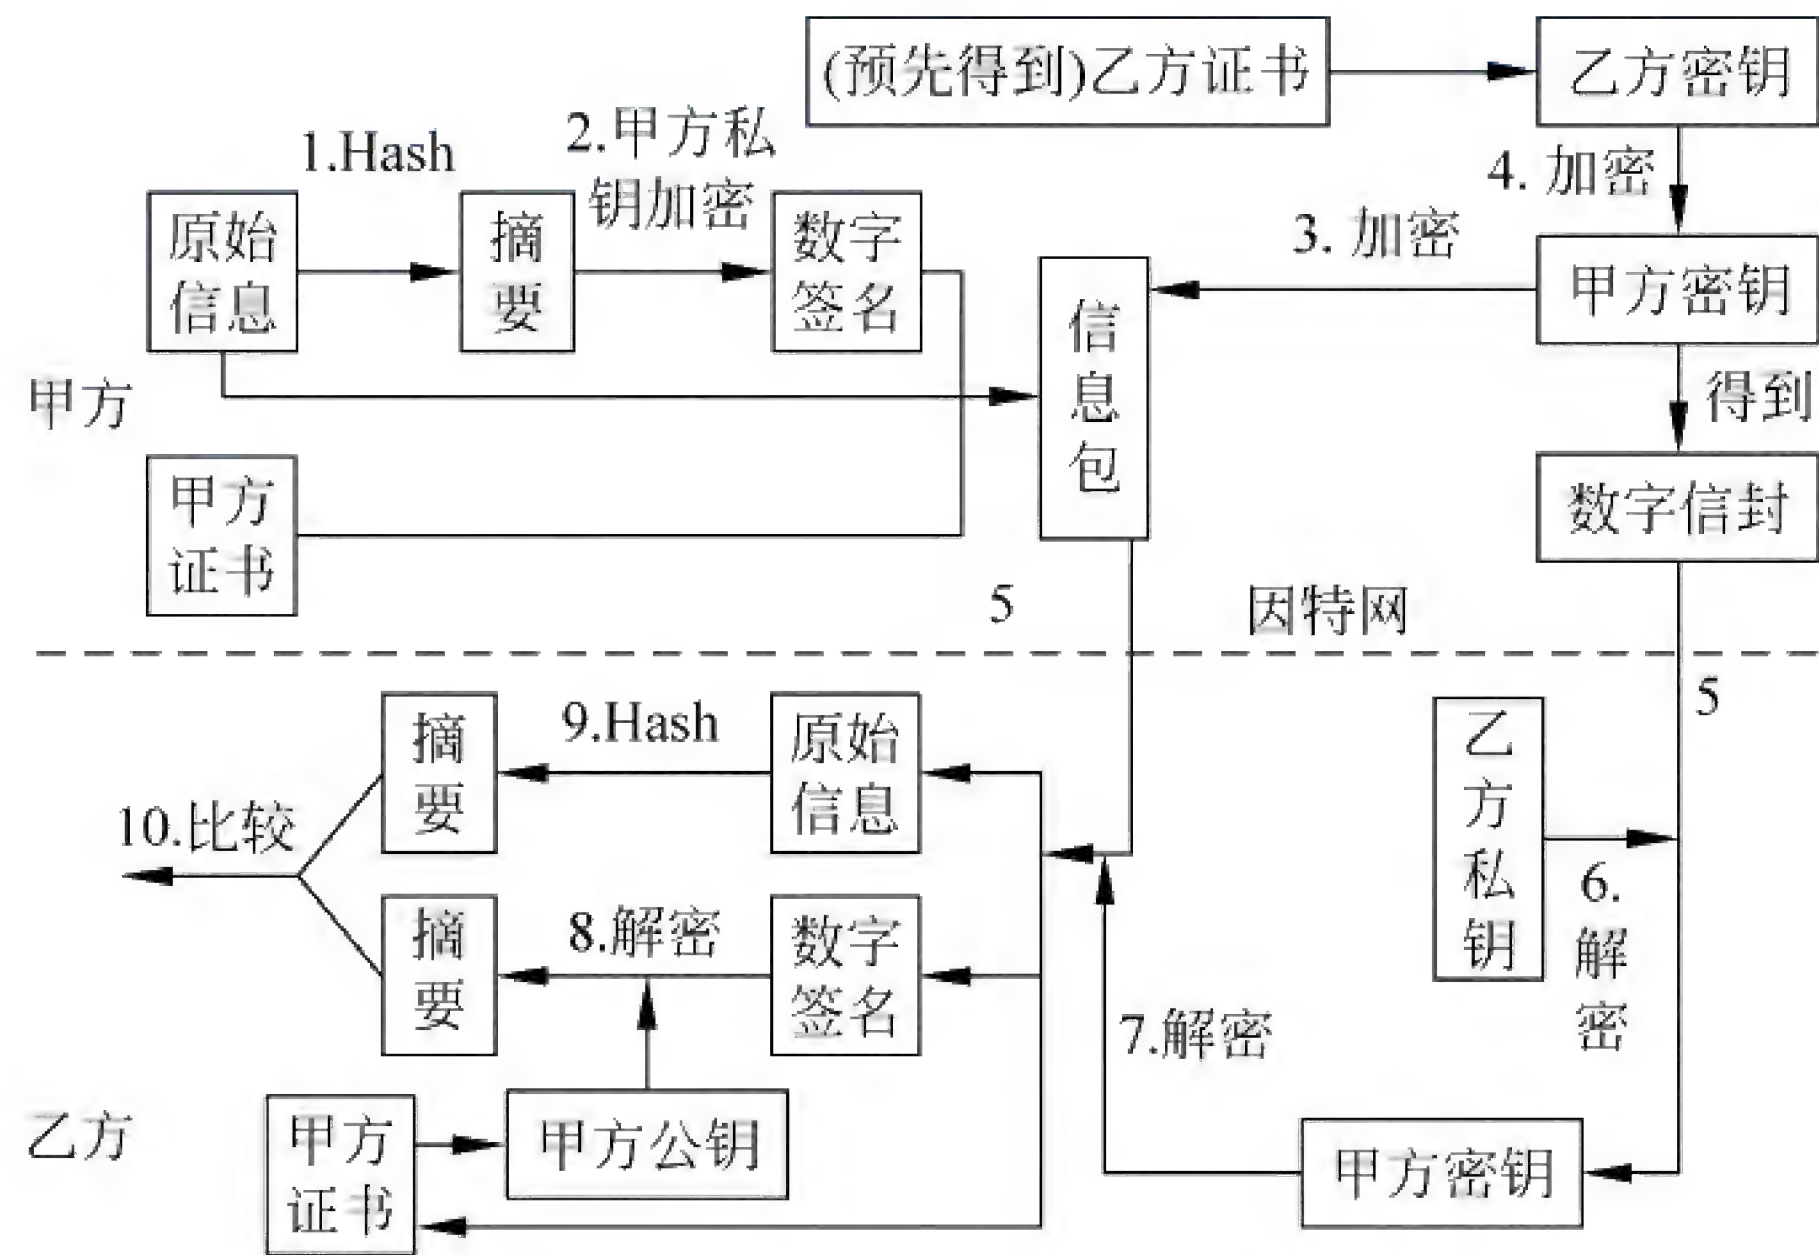 (预先得到)乙方证书
乙方密钥
1.Hash
2.甲方私
钥加密
4. 加密
原始
信息
摘
要
数字
签名
3. 加密
信
息
包
甲方密钥
甲方
得到
甲方
证书
数字信封
5
因特网
5
摘
要
9.Hash
原始
信息
乙
方
私
钥
10.比较
6.
解
密
摘
要
8.解密
数字
签名
7.解密
乙方
甲方
证书
甲方公钥
甲方密钥